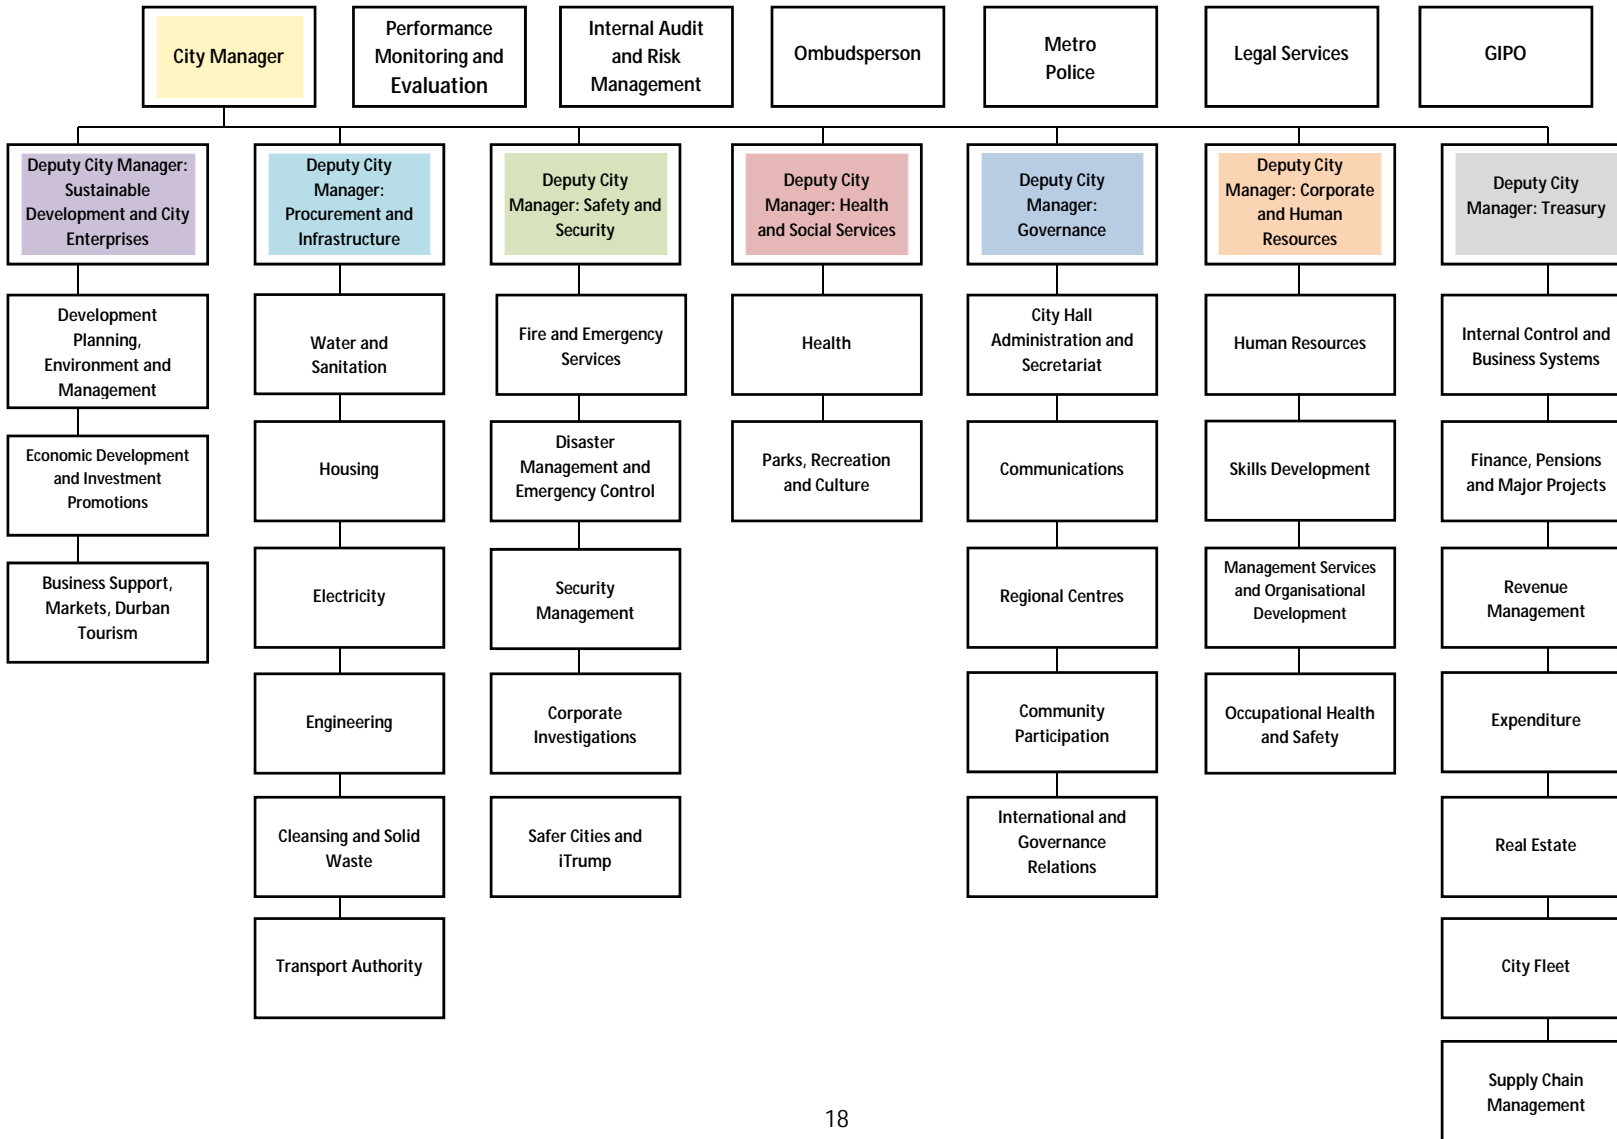 City Manager
Performance
Monitoring and
Evaluation
Internal Audit
and Risk
Management
Ombudsperson
Metro
Police
Legal Services
GIPO
Deputy City Manager:
Sustainable
Development and City
Enterprises
Deputy City
Manager:
Procurement and
Infrastructure
Deputy City
Manager: Safety and
Security
Deputy City
Manager: Health
and Social Services
Deputy City
Manager:
Governance
Deputy City
Manager: Corporate
and Human
Resources
Deputy City
Manager: Treasury
Development
Planning,
Environment and
Management
Water and
Sanitation
Fire and Emergency
Services
Health
City Hall
Administration and
Secretariat
Human Resources
Internal Control and
Business Systems
Economic Development
and Investment
Promotions
Housing
Disaster
Management and
Emergency Control
Parks, Recreation
and Culture
Communications
Skills Development
Finance, Pensions
and Major Projects
Business Support,
Markets, Durban
Tourism
Electricity
Security
Management
Regional Centres
Management Services
and Organisational
Development
Revenue
Management
Engineering
Corporate
Investigations
Community
Participation
Occupational Health
and Safety
Expenditure
Cleansing and Solid
Waste
Safer Cities and
iTrump
International and
Governance
Relations
Real Estate
Transport Authority
City Fleet
Supply Chain
Management
18